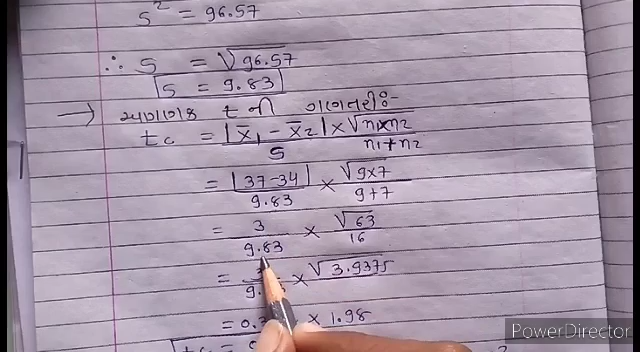 s² = 96.57
∴ s = √96.57
s = 9.83
→ t ની ગણતરી:-
tc = |x̄₁ - x̄₂| × √n₁×n₂
s n₁+n₂
= |37-34| × √9×7
9.83 9+7
= 3 × √63
9.83 16
= × √3.9375
9.
= 0. × 1.98
PowerDirector